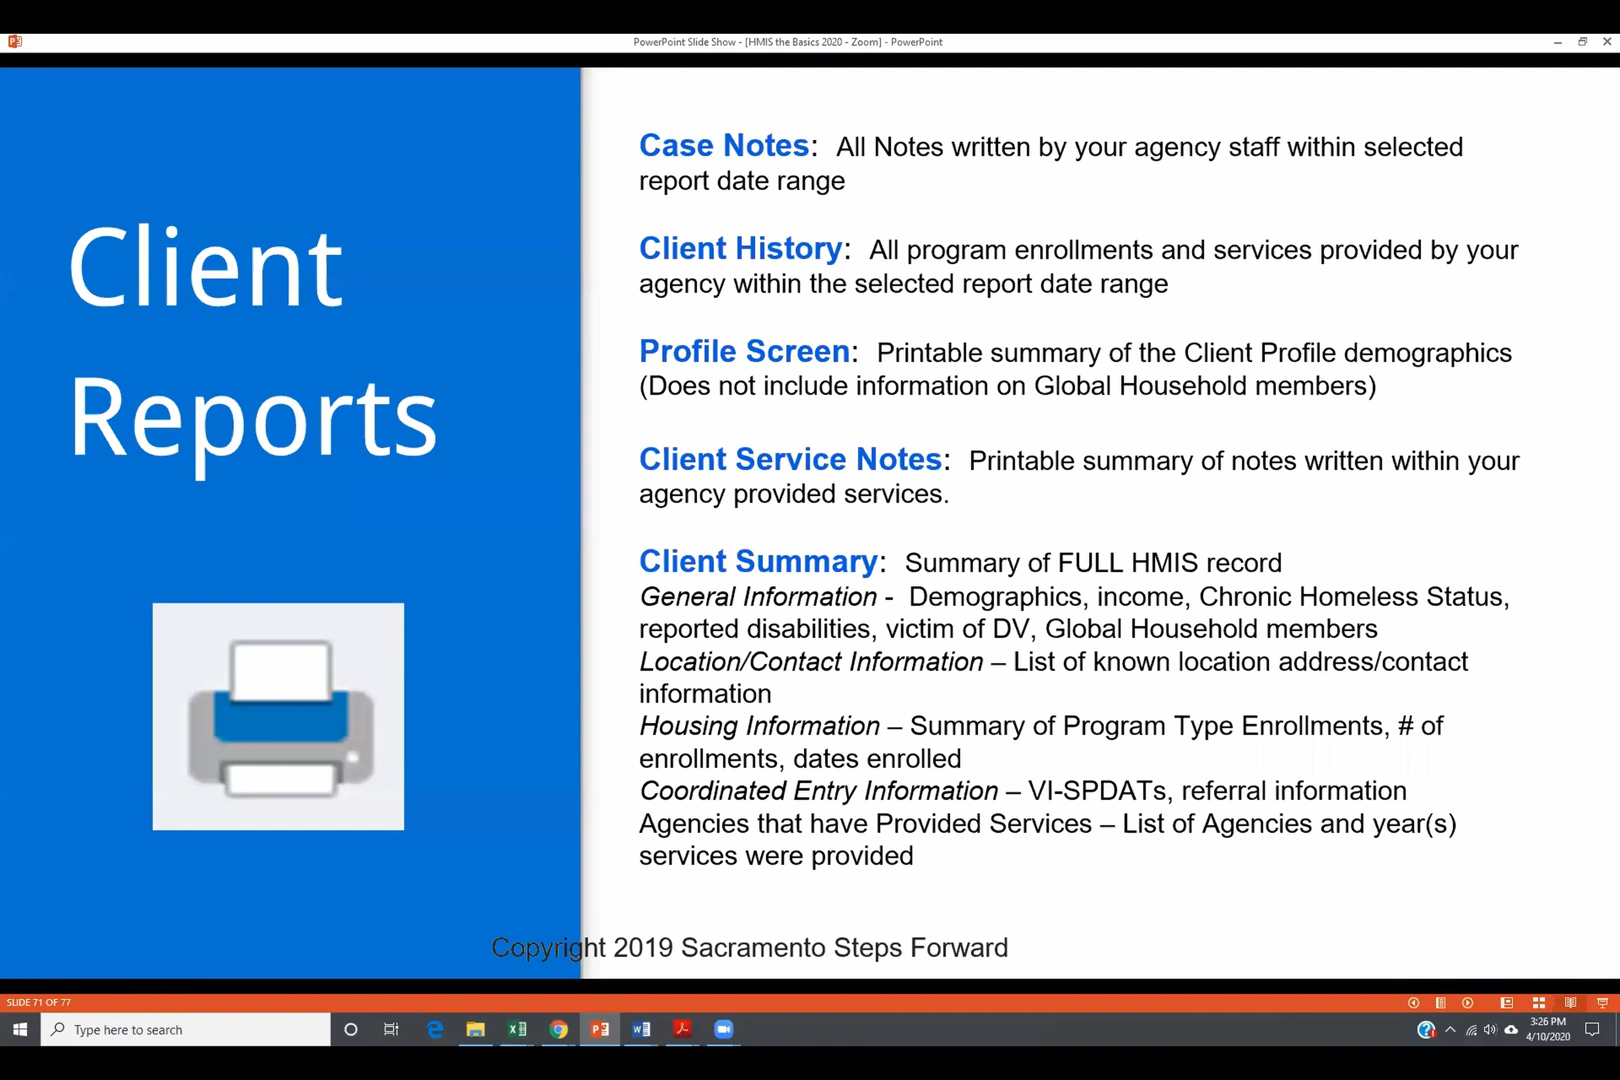 PowerPoint Slide Show - [HMIS the Basics 2020 - Zoom] - PowerPoint
Client
Reports
Case Notes:  All Notes written by your agency staff within selected
report date range
Client History:  All program enrollments and services provided by your
agency within the selected report date range
Profile Screen:  Printable summary of the Client Profile demographics
(Does not include information on Global Household members)
Client Service Notes:  Printable summary of notes written within your
agency provided services.
Client Summary:  Summary of FULL HMIS record
General Information -  Demographics, income, Chronic Homeless Status,
reported disabilities, victim of DV, Global Household members
Location/Contact Information – List of known location address/contact
information
Housing Information – Summary of Program Type Enrollments, # of
enrollments, dates enrolled
Coordinated Entry Information – VI-SPDATs, referral information
Agencies that have Provided Services – List of Agencies and year(s)
services were provided
Copyright 2019 Sacramento Steps Forward
SLIDE 71 OF 77
Type here to search
3:26 PM
4/10/2020